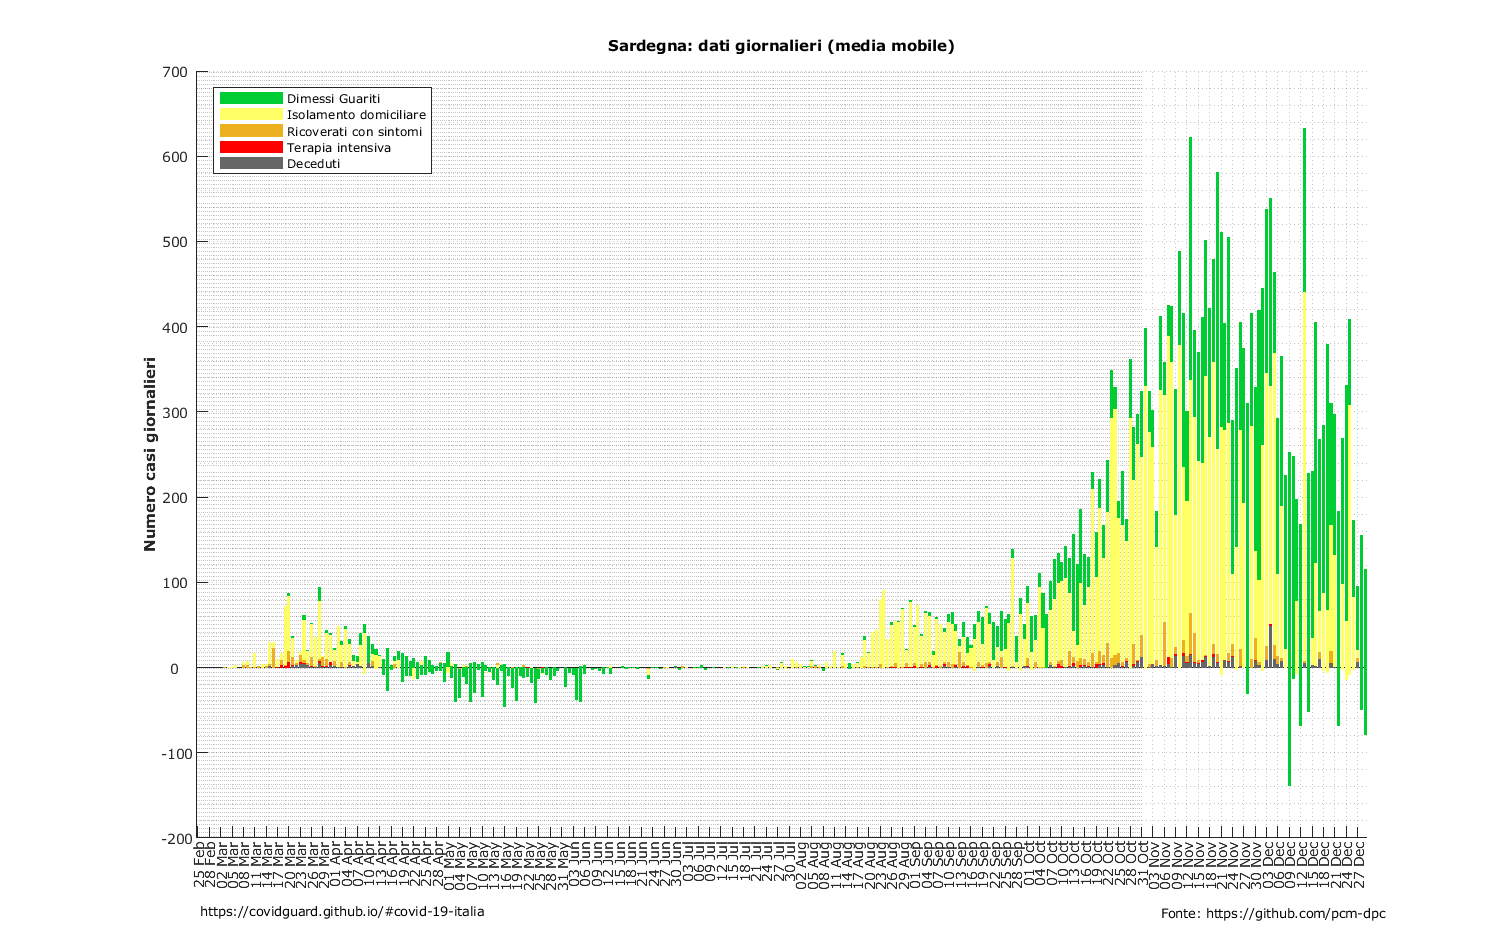 Sardegna: dati giornalieri (media mobile)
700
600
500
400
300
200
100
0
-100
-200
Numero casi giornalieri
Dimessi Guariti
Isolamento domiciliare
Ricoverati con sintomi
Terapia intensiva
Deceduti
25 Feb
28 Feb
02 Mar
05 Mar
08 Mar
11 Mar
14 Mar
17 Mar
20 Mar
23 Mar
26 Mar
29 Mar
01 Apr
04 Apr
07 Apr
10 Apr
13 Apr
16 Apr
19 Apr
22 Apr
25 Apr
28 Apr
01 May
04 May
07 May
10 May
13 May
16 May
19 May
22 May
25 May
28 May
31 May
03 Jun
06 Jun
09 Jun
12 Jun
15 Jun
18 Jun
21 Jun
24 Jun
27 Jun
30 Jun
03 Jul
06 Jul
09 Jul
12 Jul
15 Jul
18 Jul
21 Jul
24 Jul
27 Jul
30 Jul
02 Aug
05 Aug
08 Aug
11 Aug
14 Aug
17 Aug
20 Aug
23 Aug
26 Aug
29 Aug
01 Sep
04 Sep
07 Sep
10 Sep
13 Sep
16 Sep
19 Sep
22 Sep
25 Sep
28 Sep
01 Oct
04 Oct
07 Oct
10 Oct
13 Oct
16 Oct
19 Oct
22 Oct
25 Oct
28 Oct
31 Oct
03 Nov
06 Nov
09 Nov
12 Nov
15 Nov
18 Nov
21 Nov
24 Nov
27 Nov
30 Nov
03 Dec
06 Dec
09 Dec
12 Dec
15 Dec
18 Dec
21 Dec
24 Dec
27 Dec
https://covidguard.github.io/#covid-19-italia
Fonte: https://github.com/pcm-dpc